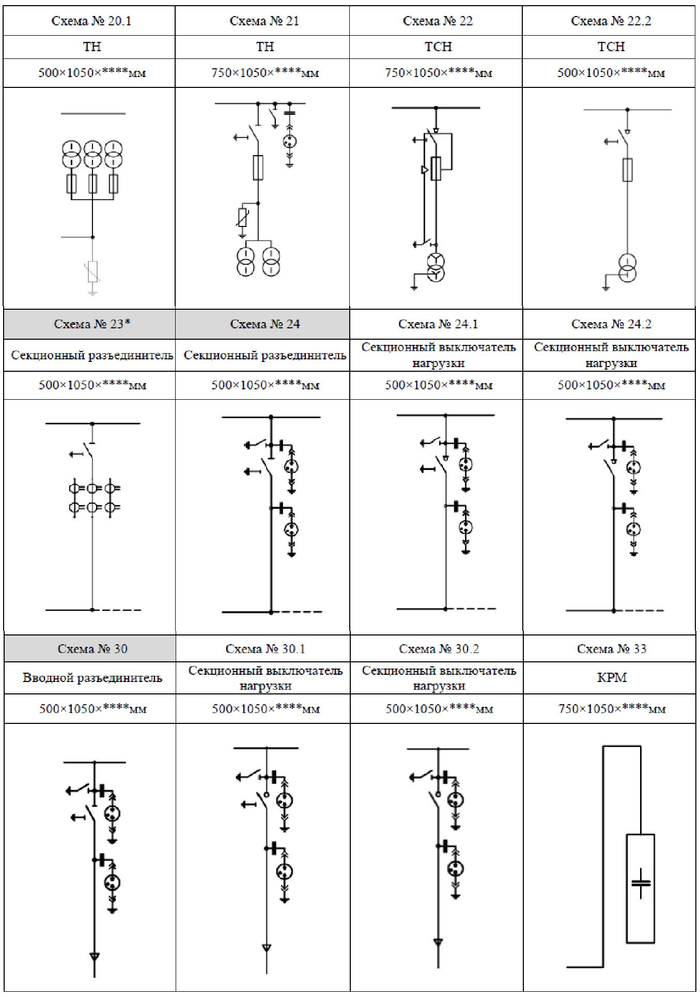 Схема № 20.1
Схема № 21
Схема № 22
Схема № 22.2
ТН
ТН
ТСН
ТСН
500×1050×****мм
750×1050×****мм
750×1050×****мм
500×1050×****мм
Схема № 23*
Схема № 24
Схема № 24.1
Схема № 24.2
Секционный разъединитель
Секционный разъединитель
Секционный выключатель
нагрузки
Секционный выключатель
нагрузки
500×1050×****мм
500×1050×****мм
500×1050×****мм
500×1050×****мм
Схема № 30
Схема № 30.1
Схема № 30.2
Схема № 33
Вводной разъединитель
Секционный выключатель
нагрузки
Секционный выключатель
нагрузки
КРМ
500×1050×****мм
500×1050×****мм
500×1050×****мм
750×1050×****мм